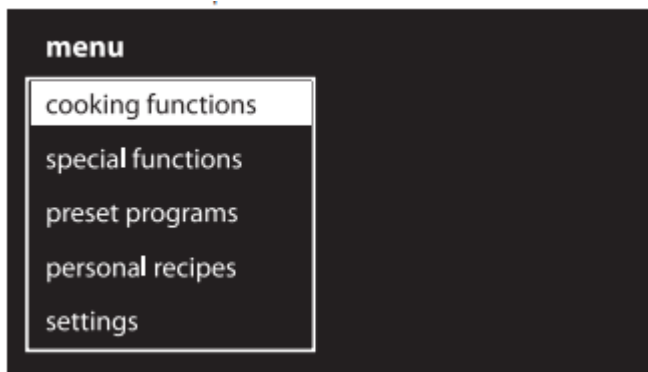 menu
cooking functions
special functions
preset programs
personal recipes
settings